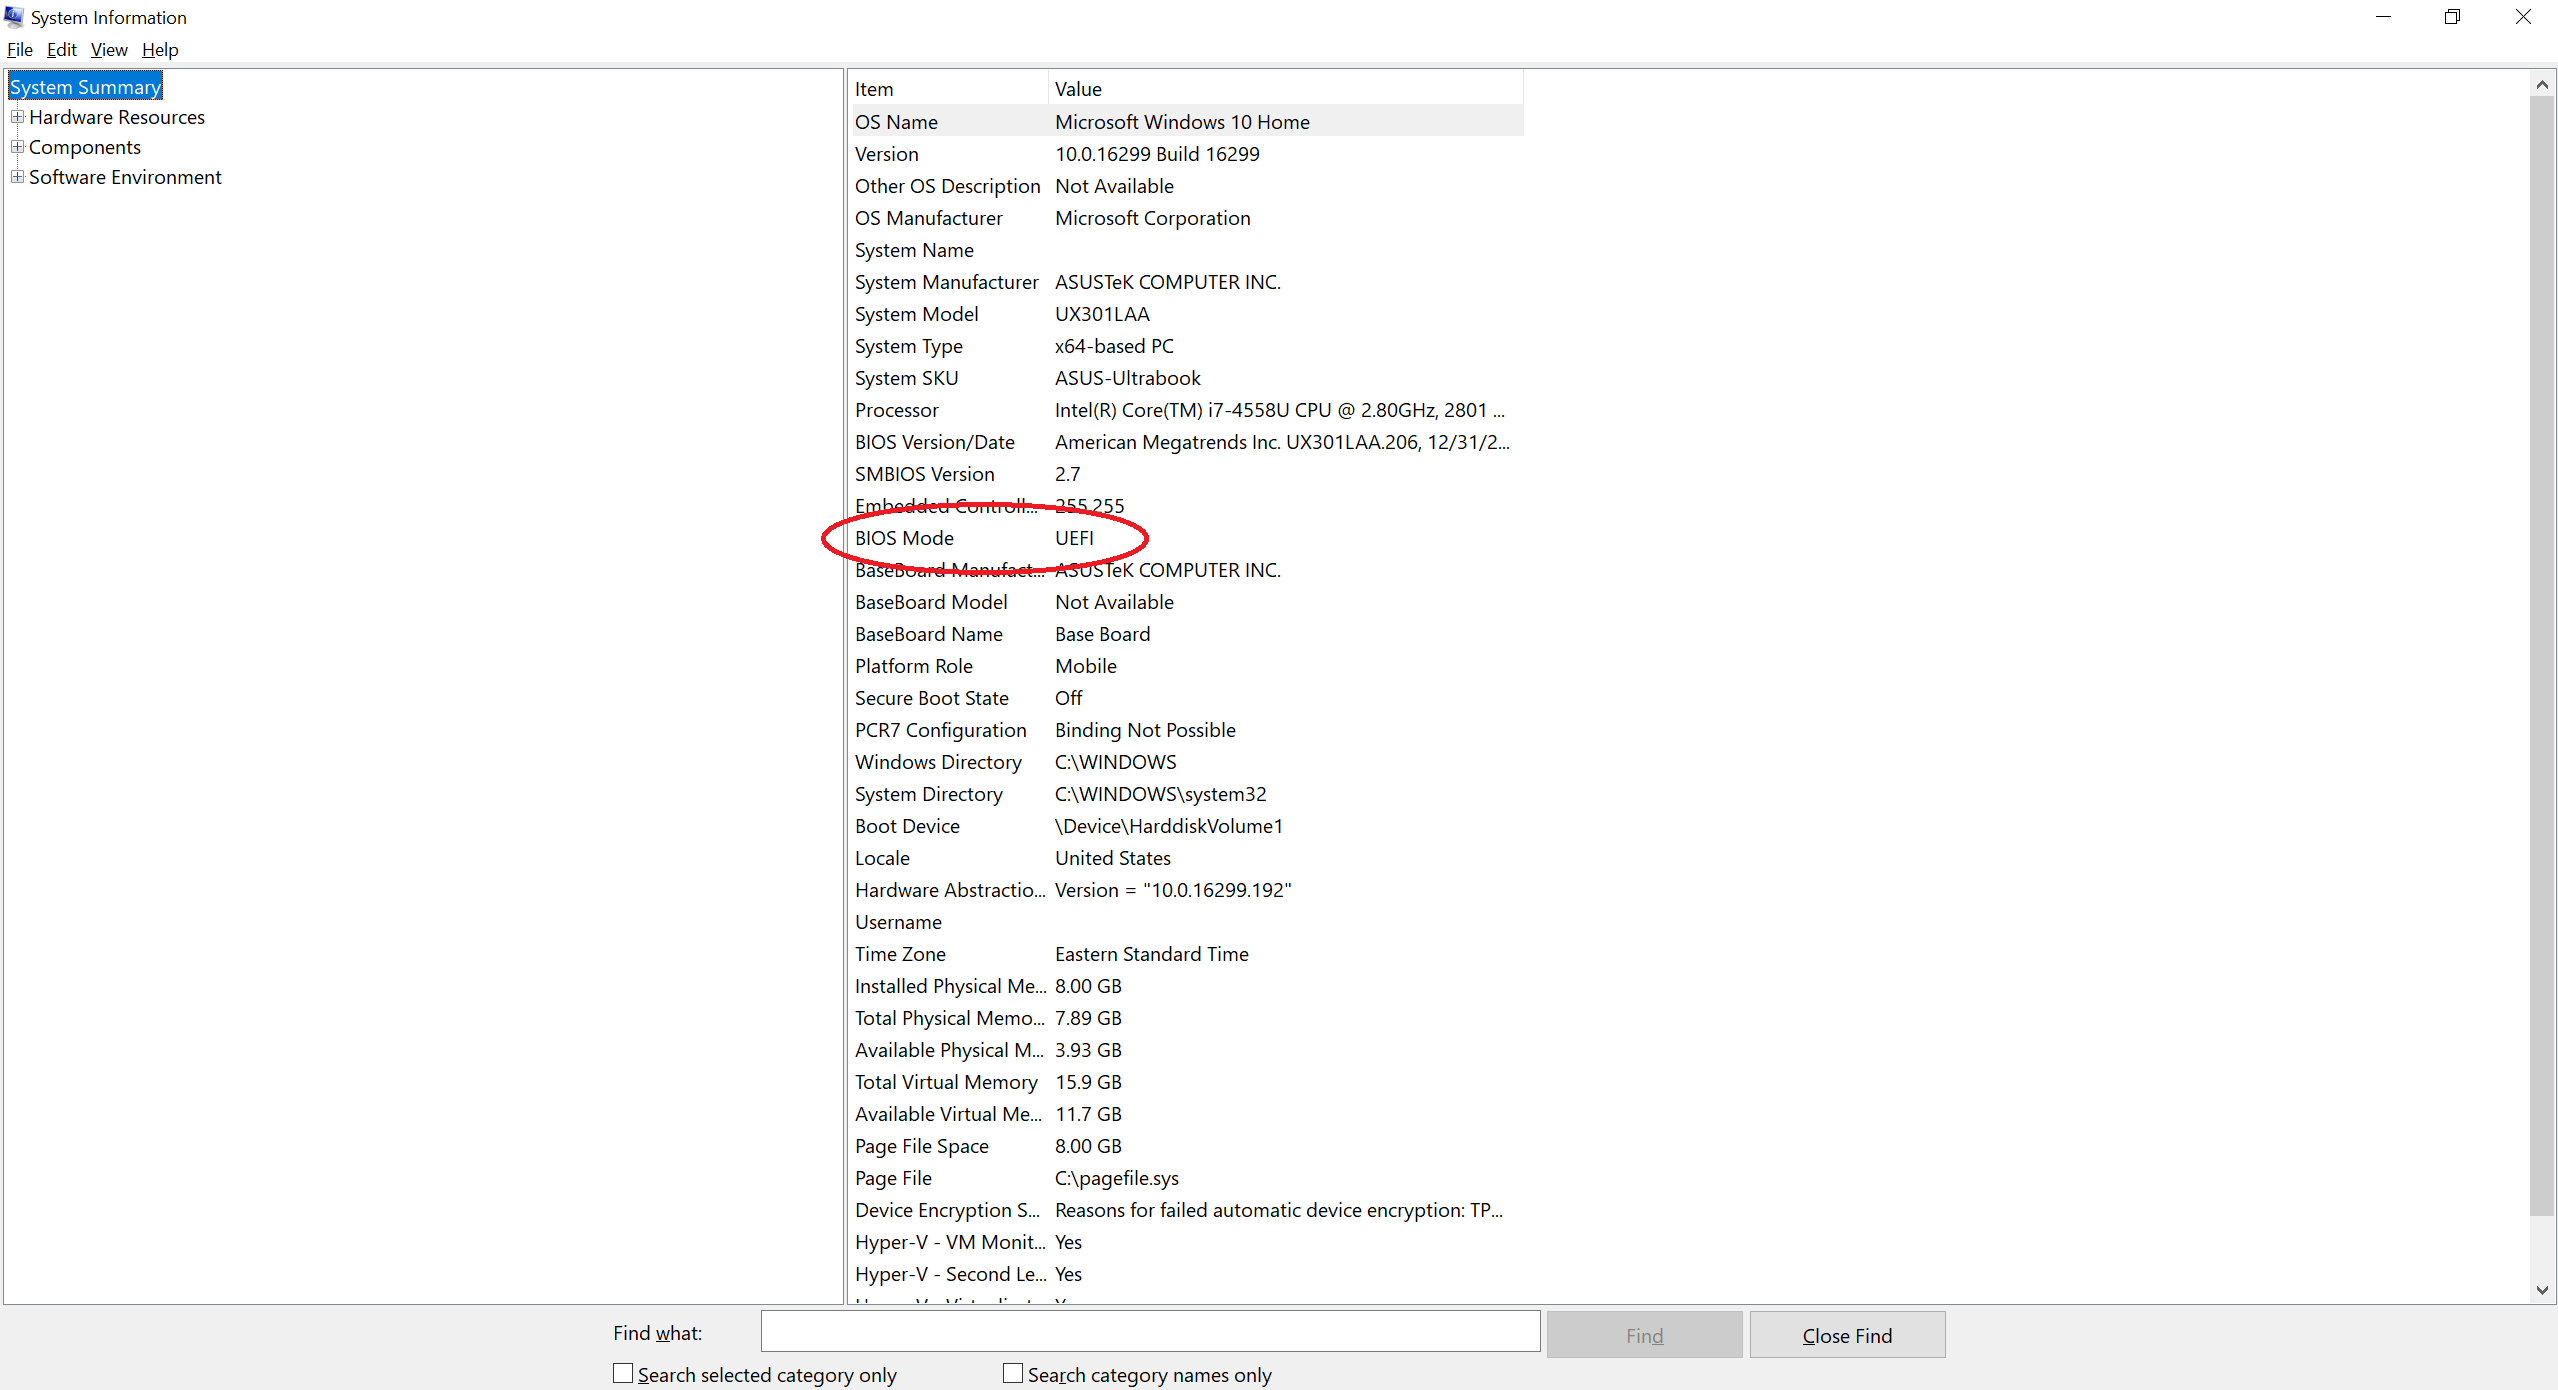 System Information
File Edit View Help
System Summary
Hardware Resources
Components
Software Environment
Item Value
OS Name Microsoft Windows 10 Home
Version 10.0.16299 Build 16299
Other OS Description Not Available
OS Manufacturer Microsoft Corporation
System Name
System Manufacturer ASUSTeK COMPUTER INC.
System Model UX301LAA
System Type x64-based PC
System SKU ASUS-Ultrabook
Processor Intel(R) Core(TM) i7-4558U CPU @ 2.80GHz, 2801 ...
BIOS Version/Date American Megatrends Inc. UX301LAA.206, 12/31/2...
SMBIOS Version 2.7
Embedded Controll... 255.255
BIOS Mode UEFI
BaseBoard Manufact... ASUSTeK COMPUTER INC.
BaseBoard Model Not Available
BaseBoard Name Base Board
Platform Role Mobile
Secure Boot State Off
PCR7 Configuration Binding Not Possible
Windows Directory C:\WINDOWS
System Directory C:\WINDOWS\system32
Boot Device \Device\HarddiskVolume1
Locale United States
Hardware Abstractio... Version = "10.0.16299.192"
Username
Time Zone Eastern Standard Time
Installed Physical Me... 8.00 GB
Total Physical Memo... 7.89 GB
Available Physical M... 3.93 GB
Total Virtual Memory 15.9 GB
Available Virtual Me... 11.7 GB
Page File Space 8.00 GB
Page File C:\pagefile.sys
Device Encryption S... Reasons for failed automatic device encryption: TP...
Hyper-V - VM Monit... Yes
Hyper-V - Second Le... Yes
Find what: Find Close Find
Search selected category only Search category names only